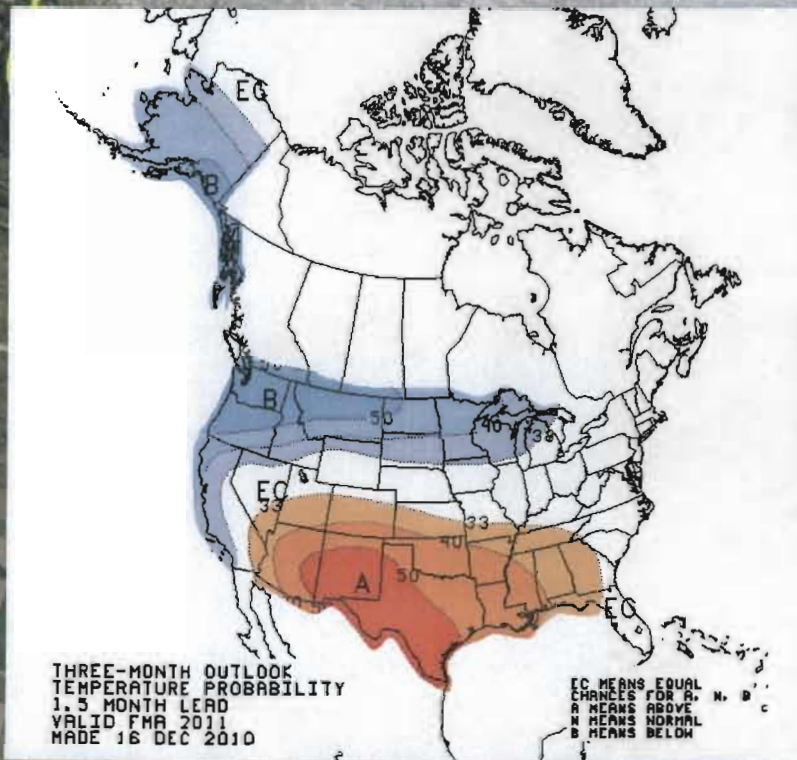 EC
B
50
B
50
40
33
EC
33
33
40
50
A
EC
THREE-MONTH OUTLOOK
TEMPERATURE PROBABILITY
1.5 MONTH LEAD
VALID FMA 2011
MADE 16 DEC 2010
EC MEANS EQUAL
CHANCES FOR A, N, B
A MEANS ABOVE
C
N MEANS NORMAL
B MEANS BELOW